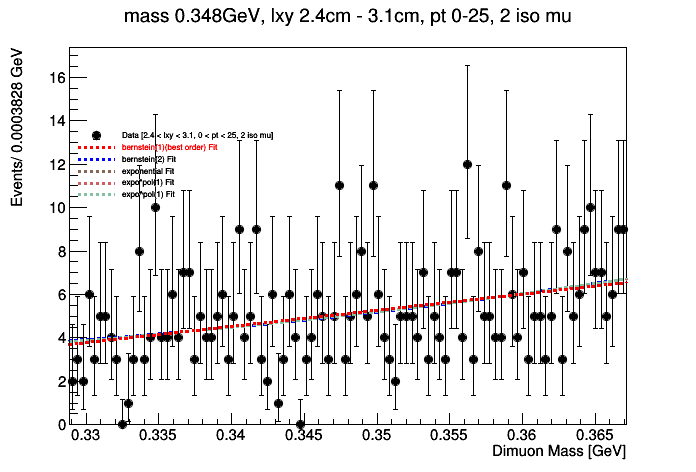 mass 0.348GeV, lxy 2.4cm - 3.1cm, pt 0-25, 2 iso mu
Events/ 0.0003828 GeV
16
14
12
10
8
6
4
2
0
Data [2.4 < lxy < 3.1, 0 < pt < 25, 2 iso mu]
bernstein(1)(best order) Fit
bernstein(2) Fit
exponential Fit
expo*pol(1) Fit
expo*pol(1) Fit
0.33 0.335 0.34 0.345 0.35 0.355 0.36 0.365
Dimuon Mass [GeV]